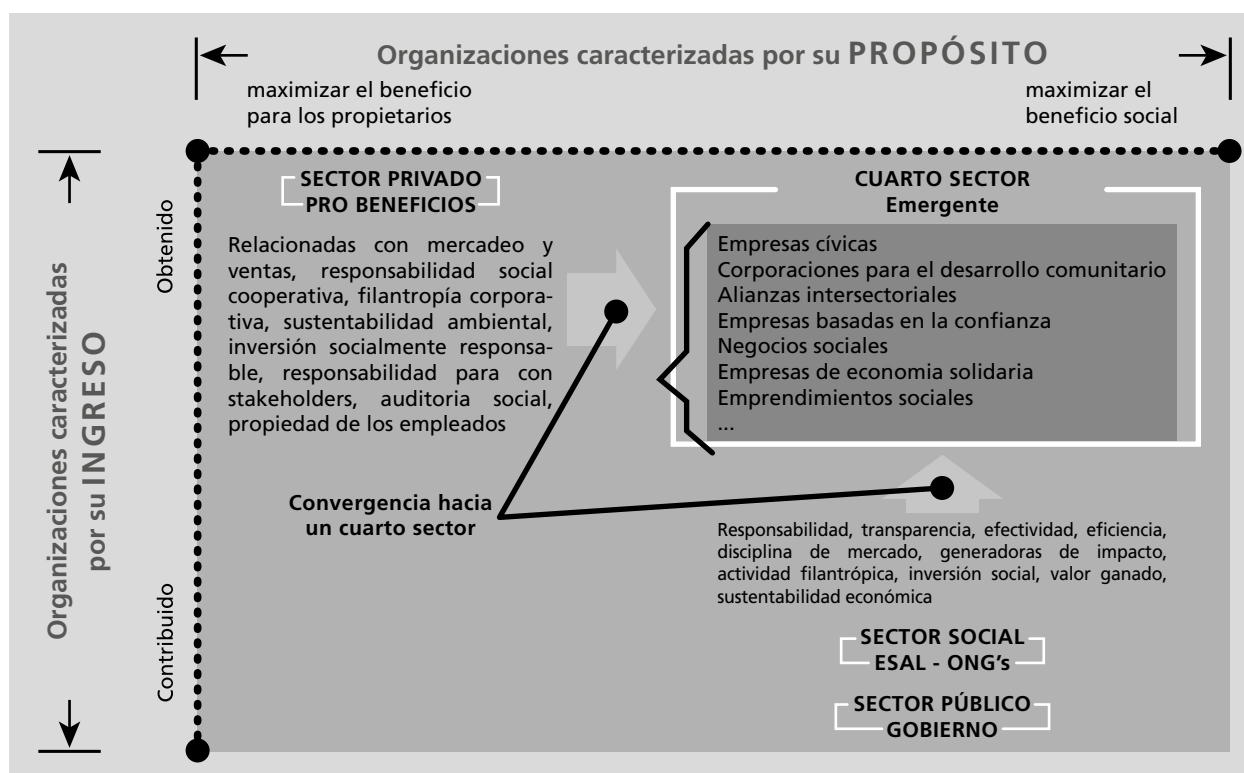 Organizaciones caracterizadas por su PROPÓSITO
maximizar el beneficio
para los propietarios
maximizar el
beneficio social
Organizaciones caracterizadas
por su INGRESO
Obtenido
Contribuido
SECTOR PRIVADO
PRO BENEFICIOS
Relacionadas con mercadeo y
ventas, responsabilidad social
cooperativa, filantropía corpora-
tiva, sustentabilidad ambiental,
inversión socialmente responsa-
ble, responsabilidad para con
stakeholders, auditoria social,
propiedad de los empleados
CUARTO SECTOR
Emergente
Empresas cívicas
Corporaciones para el desarrollo comunitario
Alianzas intersectoriales
Empresas basadas en la confianza
Negocios sociales
Empresas de economia solidaria
Emprendimientos sociales
...
Convergencia hacia
un cuarto sector
Responsabilidad, transparencia, efectividad, eficiencia,
disciplina de mercado, generadoras de impacto,
actividad filantrópica, inversión social, valor ganado,
sustentabilidad económica
SECTOR SOCIAL
ESAL - ONG's
SECTOR PÚBLICO
GOBIERNO